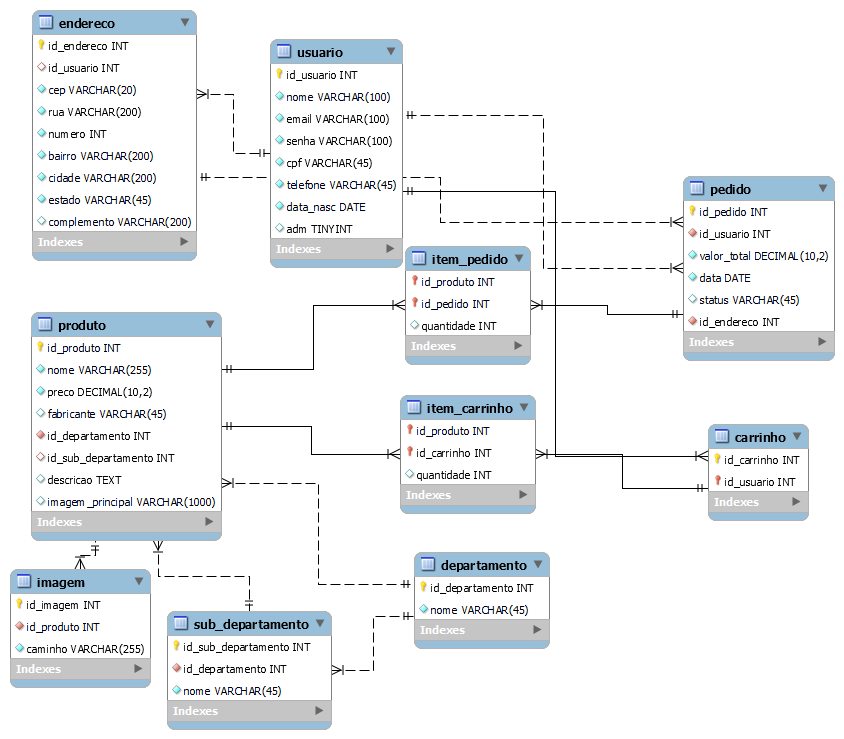 endereco
id_endereco INT
id_usuario INT
cep VARCHAR(20)
rua VARCHAR(200)
numero INT
bairro VARCHAR(200)
cidade VARCHAR(200)
estado VARCHAR(45)
complemento VARCHAR(200)
Indexes
usuario
id_usuario INT
nome VARCHAR(100)
email VARCHAR(100)
senha VARCHAR(100)
cpf VARCHAR(45)
telefone VARCHAR(45)
data_nasc DATE
adm TINYINT
Indexes
pedido
id_pedido INT
id_usuario INT
valor_total DECIMAL(10,2)
data DATE
status VARCHAR(45)
id_endereco INT
Indexes
item_pedido
id_produto INT
id_pedido INT
quantidade INT
Indexes
produto
id_produto INT
nome VARCHAR(255)
preco DECIMAL(10,2)
fabricante VARCHAR(45)
id_departamento INT
id_sub_departamento INT
descricao TEXT
imagem_principal VARCHAR(1000)
Indexes
item_carrinho
id_produto INT
id_carrinho INT
quantidade INT
Indexes
carrinho
id_carrinho INT
id_usuario INT
Indexes
departamento
id_departamento INT
nome VARCHAR(45)
Indexes
imagem
id_imagem INT
id_produto INT
caminho VARCHAR(255)
Indexes
sub_departamento
id_sub_departamento INT
id_departamento INT
nome VARCHAR(45)
Indexes